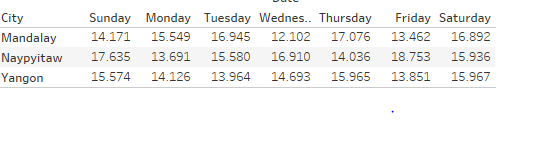 Date
City Sunday Monday Tuesday Wednes.. Thursday Friday Saturday
Mandalay 14.171 15.549 16.945 12.102 17.076 13.462 16.892
Naypyitaw 17.635 13.691 15.580 16.910 14.036 18.753 15.936
Yangon 15.574 14.126 13.964 14.693 15.965 13.851 15.967